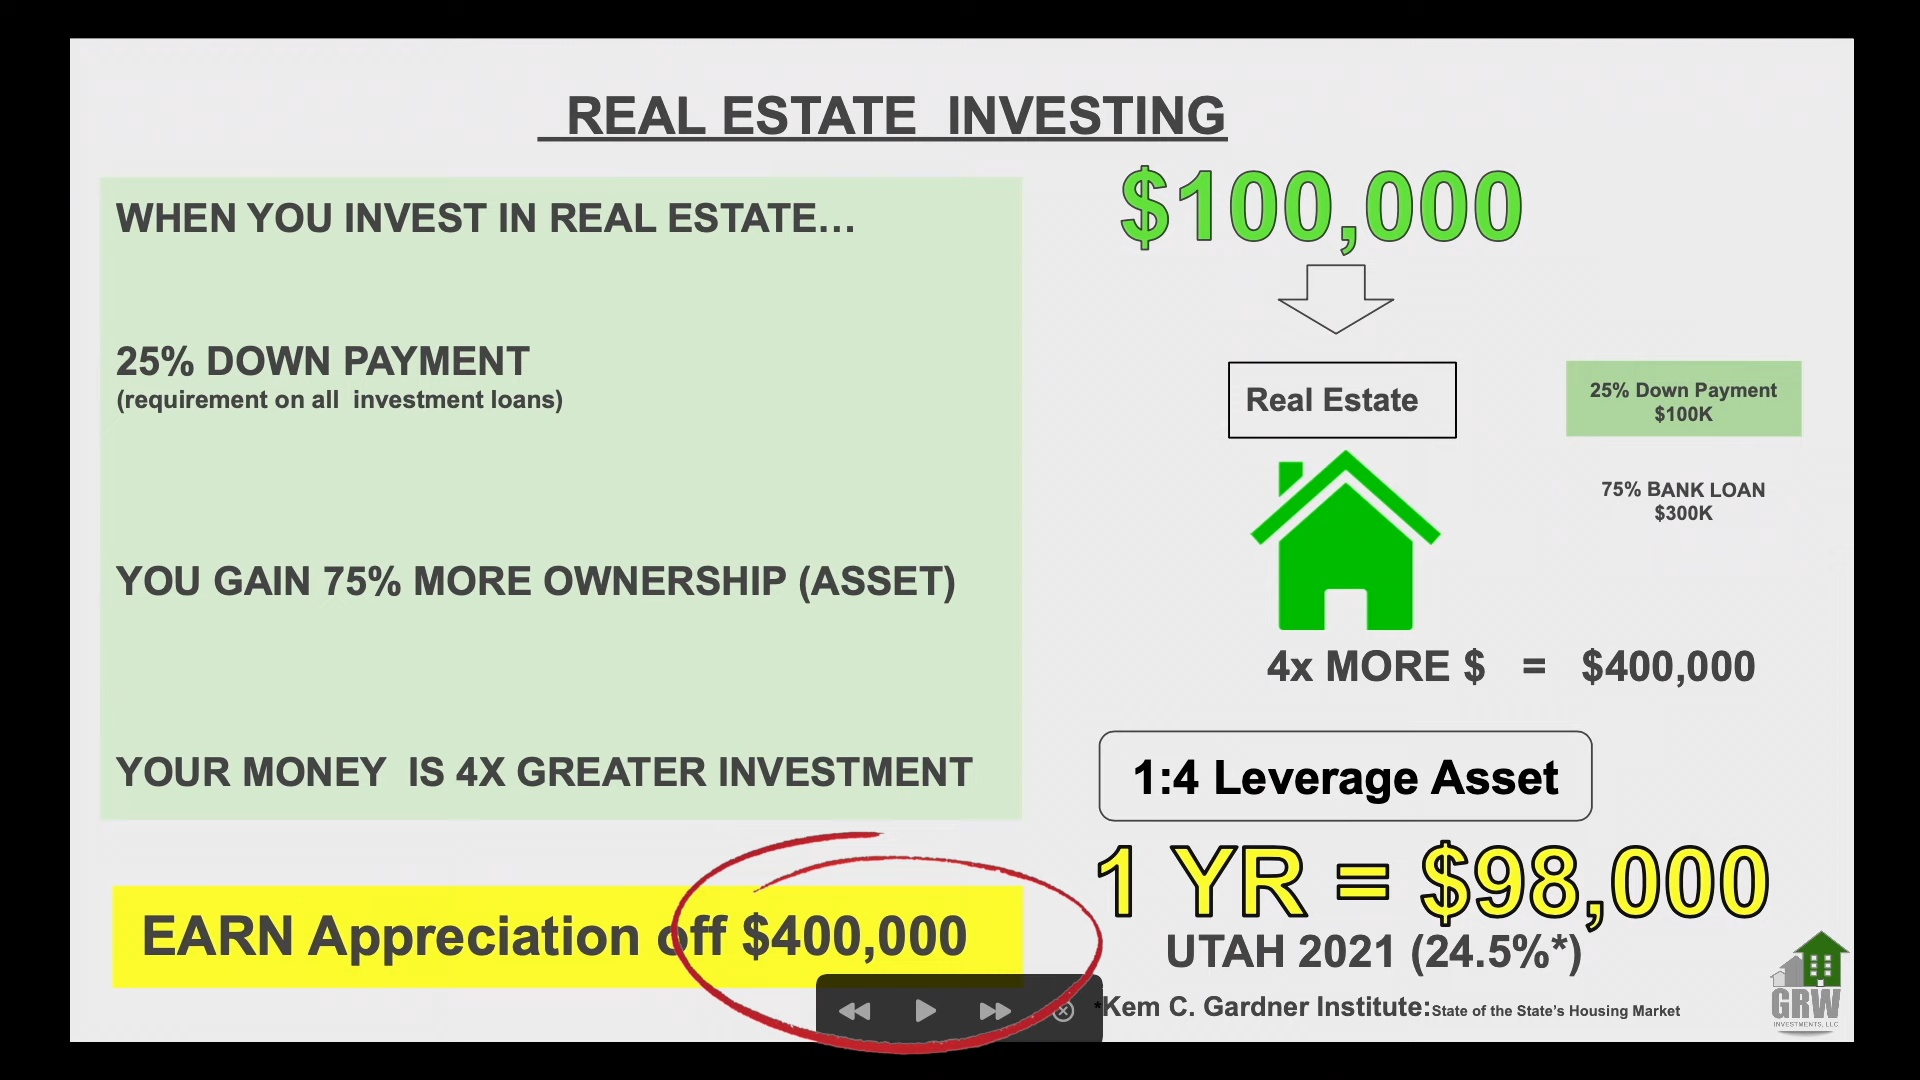 REAL ESTATE INVESTING
WHEN YOU INVEST IN REAL ESTATE…
25% DOWN PAYMENT
(requirement on all investment loans)
YOU GAIN 75% MORE OWNERSHIP (ASSET)
YOUR MONEY IS 4X GREATER INVESTMENT
EARN Appreciation off $400,000
$100,000
Real Estate
25% Down Payment
$100K
75% BANK LOAN
$300K
4x MORE $ = $400,000
1:4 Leverage Asset
1 YR = $98,000
UTAH 2021 (24.5%*)
*Kem C. Gardner Institute:State of the State's Housing Market
GRW
INVESTMENTS, LLC